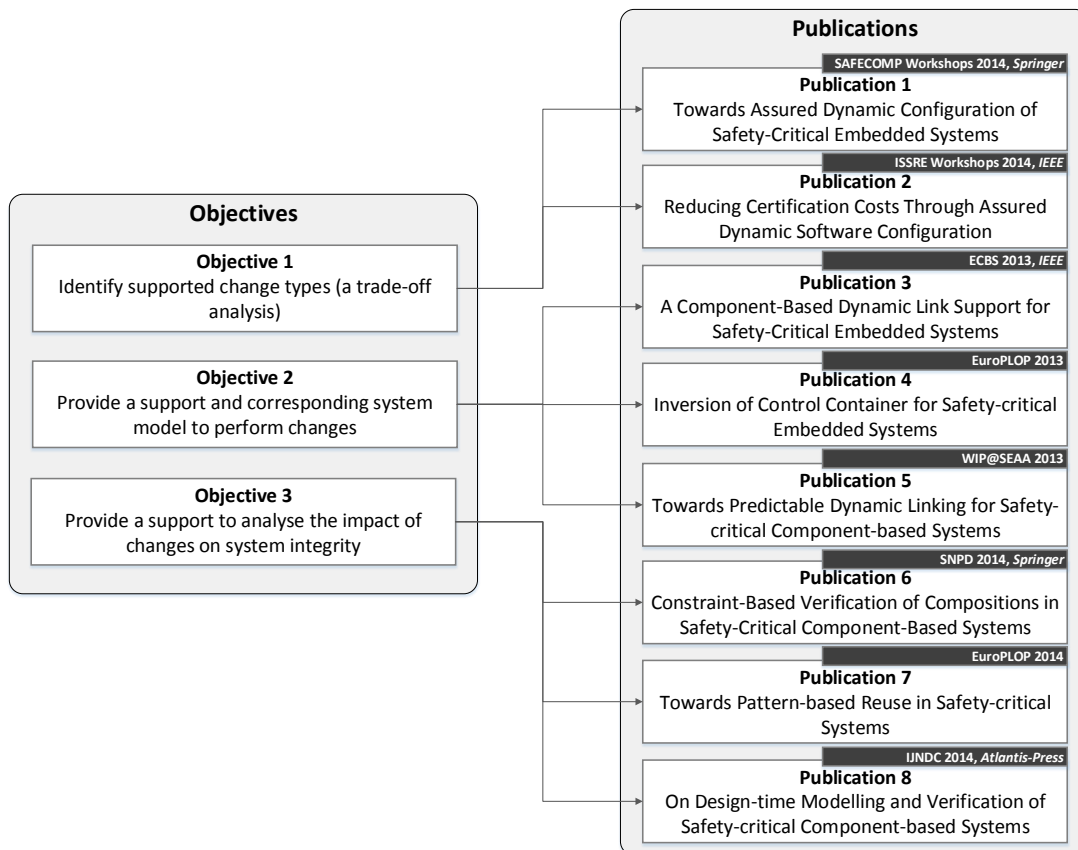 Objectives
Objective 1
Identify supported change types (a trade-off
analysis)
Objective 2
Provide a support and corresponding system
model to perform changes
Objective 3
Provide a support to analyse the impact of
changes on system integrity
Publications
SAFECOMP Workshops 2014, Springer
Publication 1
Towards Assured Dynamic Configuration of
Safety-Critical Embedded Systems
ISSRE Workshops 2014, IEEE
Publication 2
Reducing Certification Costs Through Assured
Dynamic Software Configuration
ECBS 2013, IEEE
Publication 3
A Component-Based Dynamic Link Support for
Safety-Critical Embedded Systems
EuroPLOP 2013
Publication 4
Inversion of Control Container for Safety-critical
Embedded Systems
WIP@SEAA 2013
Publication 5
Towards Predictable Dynamic Linking for Safety-
critical Component-based Systems
SNPD 2014, Springer
Publication 6
Constraint-Based Verification of Compositions in
Safety-Critical Component-Based Systems
EuroPLOP 2014
Publication 7
Towards Pattern-based Reuse in Safety-critical
Systems
IJNDC 2014, Atlantis-Press
Publication 8
On Design-time Modelling and Verification of
Safety-critical Component-based Systems